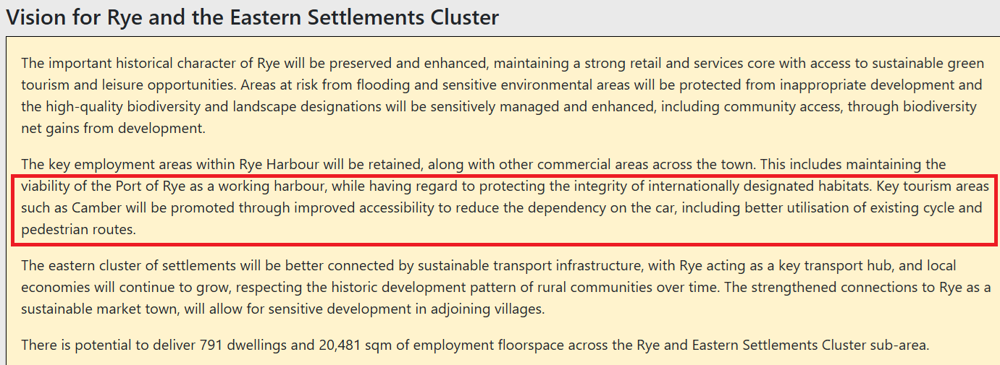 Vision for Rye and the Eastern Settlements Cluster
The important historical character of Rye will be preserved and enhanced, maintaining a strong retail and services core with access to sustainable green
tourism and leisure opportunities. Areas at risk from flooding and sensitive environmental areas will be protected from inappropriate development and
the high-quality biodiversity and landscape designations will be sensitively managed and enhanced, including community access, through biodiversity
net gains from development.
The key employment areas within Rye Harbour will be retained, along with other commercial areas across the town. This includes maintaining the
viability of the Port of Rye as a working harbour, while having regard to protecting the integrity of internationally designated habitats. Key tourism areas
such as Camber will be promoted through improved accessibility to reduce the dependency on the car, including better utilisation of existing cycle and
pedestrian routes.
The eastern cluster of settlements will be better connected by sustainable transport infrastructure, with Rye acting as a key transport hub, and local
economies will continue to grow, respecting the historic development pattern of rural communities over time. The strengthened connections to Rye as a
sustainable market town, will allow for sensitive development in adjoining villages.
There is potential to deliver 791 dwellings and 20,481 sqm of employment floorspace across the Rye and Eastern Settlements Cluster sub-area.